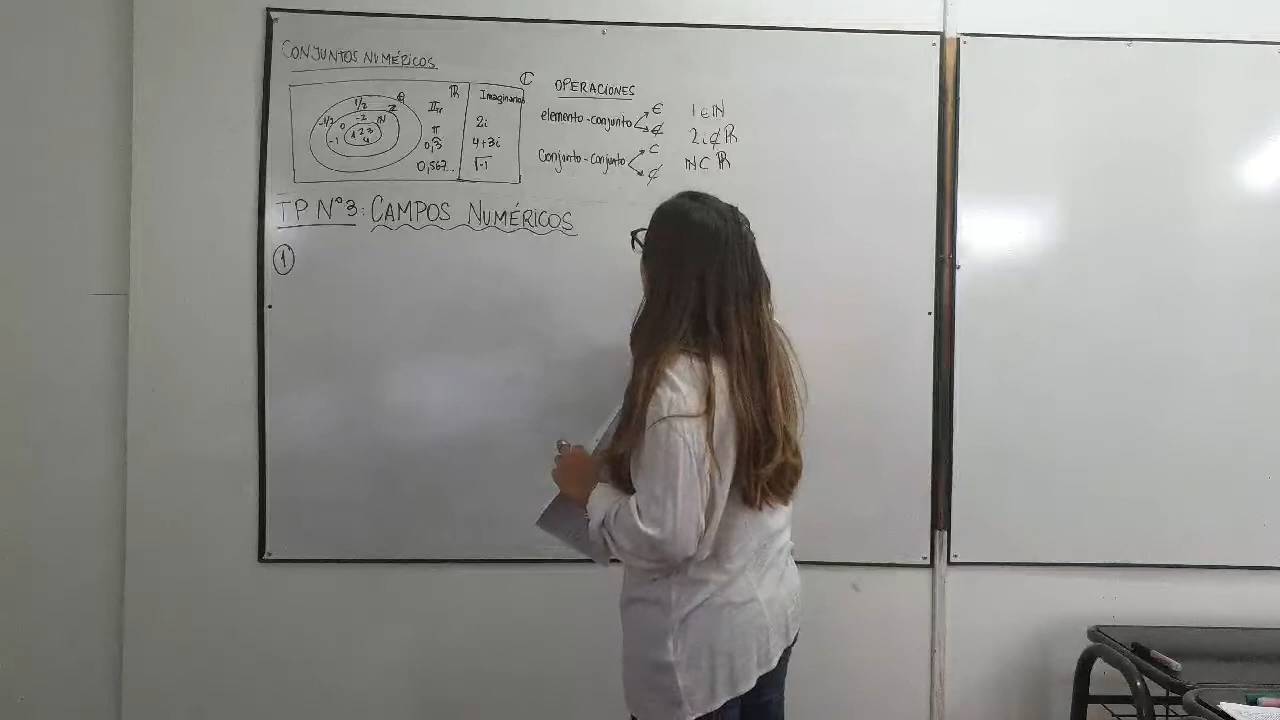 CONJUNTOS NUMÉRICOS
ℂ
ℝ
Imaginarios
ℚ
1/2
ℤ
-2
ℕ
-1/2
0
1 2 3
4
-1
π
0,3
0,567...
2i
4+3i
√-1
OPERACIONES
elemento-conjunto ∈ ∉
1∈ℕ
2i∉ℝ
Conjunto-conjunto ⊂ ⊄
ℕ⊂ℝ
TP N°3: CAMPOS NUMÉRICOS
1